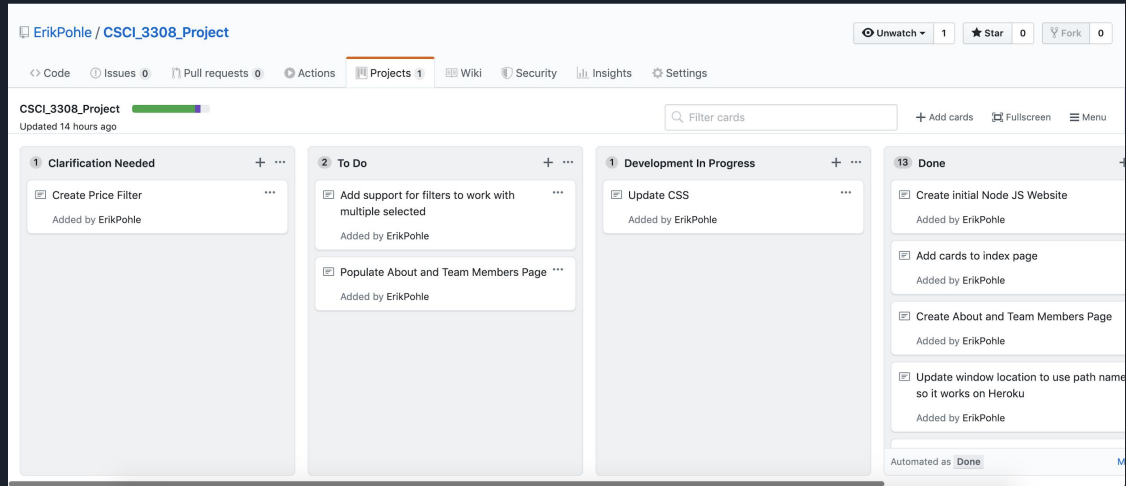 ErikPohle / CSCI_3308_Project
Unwatch 1 Star 0 Fork 0
Code Issues 0 Pull requests 0 Actions Projects 1 Wiki Security Insights Settings
CSCI_3308_Project
Updated 14 hours ago
Filter cards
+ Add cards Fullscreen Menu
1 Clarification Needed + ...
Create Price Filter ...
Added by ErikPohle
2 To Do + ...
Add support for filters to work with ...
multiple selected
Added by ErikPohle
Populate About and Team Members Page ...
Added by ErikPohle
1 Development In Progress + ...
Update CSS ...
Added by ErikPohle
13 Done +
Create initial Node JS Website
Added by ErikPohle
Add cards to index page
Added by ErikPohle
Create About and Team Members Page
Added by ErikPohle
Update window location to use path name
so it works on Heroku
Added by ErikPohle
Automated as Done M